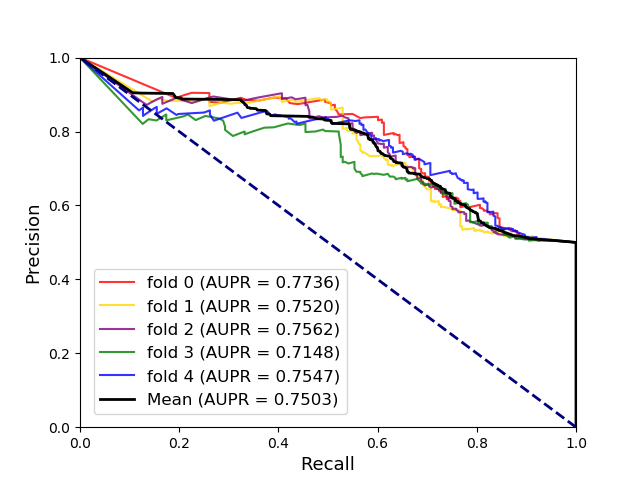 1.0
0.8
0.6
0.4
0.2
0.0
Precision
fold 0 (AUPR = 0.7736)
fold 1 (AUPR = 0.7520)
fold 2 (AUPR = 0.7562)
fold 3 (AUPR = 0.7148)
fold 4 (AUPR = 0.7547)
Mean (AUPR = 0.7503)
0.0 0.2 0.4 0.6 0.8 1.0
Recall